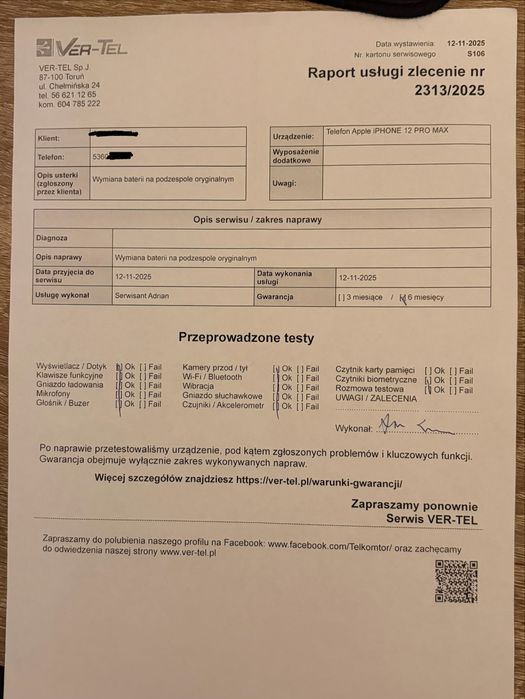 VER-TEL
Data wystawienia: 12-11-2025
Nr. kartonu serwisowego S106
VER-TEL Sp.J.
87-100 Toruń
ul. Chełmińska 24
tel. 56 621 12 65
kom. 604 785 222
Raport usługi zlecenie nr
2313/2025
Klient:
Telefon: 536
Opis usterki (zgłoszony przez klienta) Wymiana baterii na podzespole oryginalnym
Urządzenie: Telefon Apple iPHONE 12 PRO MAX
Wyposażenie dodatkowe
Uwagi:
Opis serwisu / zakres naprawy
Diagnoza
Opis naprawy Wymiana baterii na podzespole oryginalnym
Data przyjęcia do serwisu 12-11-2025 Data wykonania usługi 12-11-2025
Usługę wykonał Serwisant Adrian Gwarancja [ ] 3 miesiące / [ ] 6 miesięcy
Przeprowadzone testy
Wyświetlacz / Dotyk [ ] Ok [ ] Fail
Klawisze funkcyjne [ ] Ok [ ] Fail
Gniazdo ładowania [ ] Ok [ ] Fail
Mikrofony [ ] Ok [ ] Fail
Głośnik / Buzer [ ] Ok [ ] Fail
Kamery przod / tył [ ] Ok [ ] Fail
Wi-Fi / Bluetooth [ ] Ok [ ] Fail
Wibracja [ ] Ok [ ] Fail
Gniazdo słuchawkowe [ ] Ok [ ] Fail
Czujniki / Akcelerometr [ ] Ok [ ] Fail
Czytnik karty pamięci [ ] Ok [ ] Fail
Czytniki biometryczne [ ] Ok [ ] Fail
Rozmowa testowa [ ] Ok [ ] Fail
UWAGI / ZALECENIA
Wykonał:
Po naprawie przetestowaliśmy urządzenie, pod kątem zgłoszonych problemów i kluczowych funkcji.
Gwarancja obejmuje wyłącznie zakres wykonywanych napraw.
Więcej szczegółów znajdziesz https://ver-tel.pl/warunki-gwarancji/
Zapraszamy ponownie
Serwis VER-TEL
Zapraszamy do polubienia naszego profilu na Facebook: www.facebook.com/Telkomtor/ oraz zachęcamy
do odwiedzenia naszej strony www.ver-tel.pl